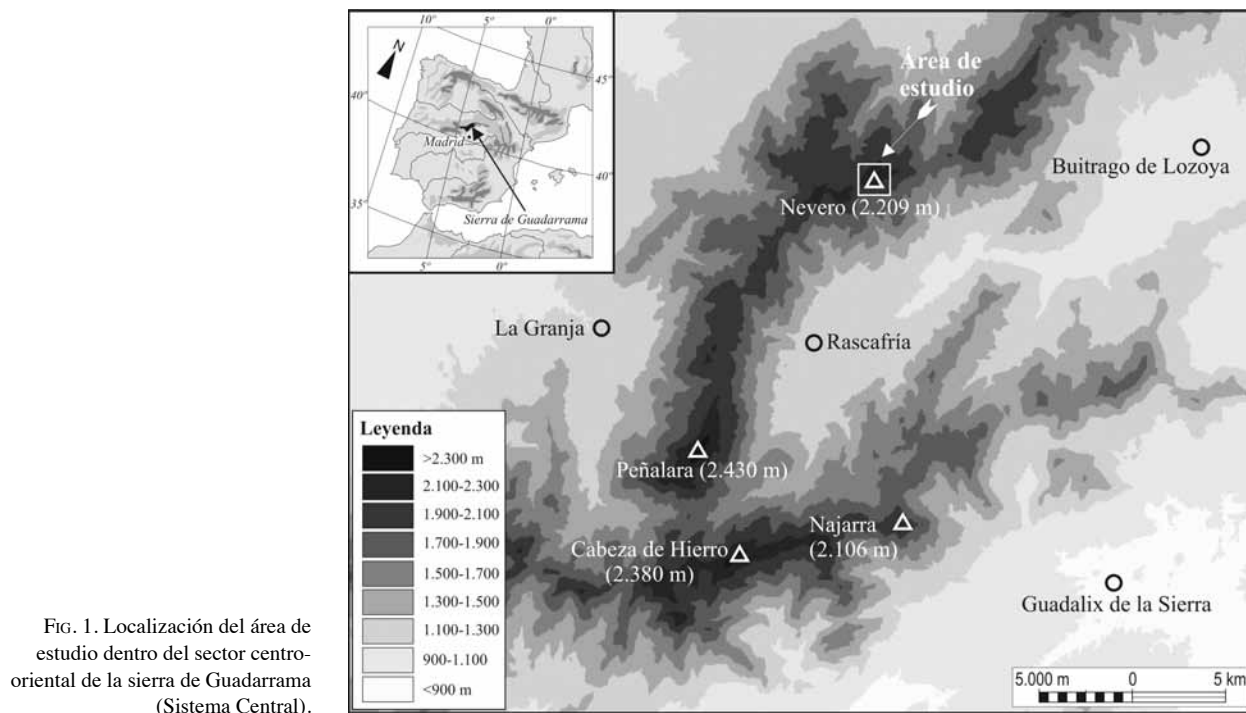 10°
5°
0°
5°
N
40°
45°
Madrid
40°
35°
Sierra de Guadarrama
5°
0°
Área de
estudio
Buitrago de Lozoya
Nevero (2.209 m)
La Granja
Rascafría
Leyenda
>2.300 m
2.100-2.300
1.900-2.100
1.700-1.900
1.500-1.700
1.300-1.500
1.100-1.300
900-1.100
<900 m
Peñalara (2.430 m)
Najarra
(2.106 m)
Cabeza de Hierro
(2.380 m)
Guadalix de la Sierra
5.000 m 0 5 km
FIG. 1. Localización del área de
estudio dentro del sector centro-
oriental de la sierra de Guadarrama
(Sistema Central).